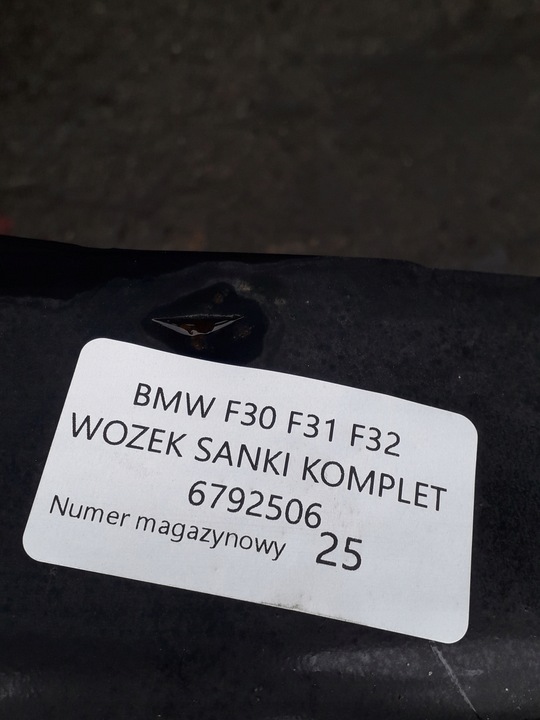 BMW F30 F31 F32
WOZEK SANKI KOMPLET
6792506
Numer magazynowy 25